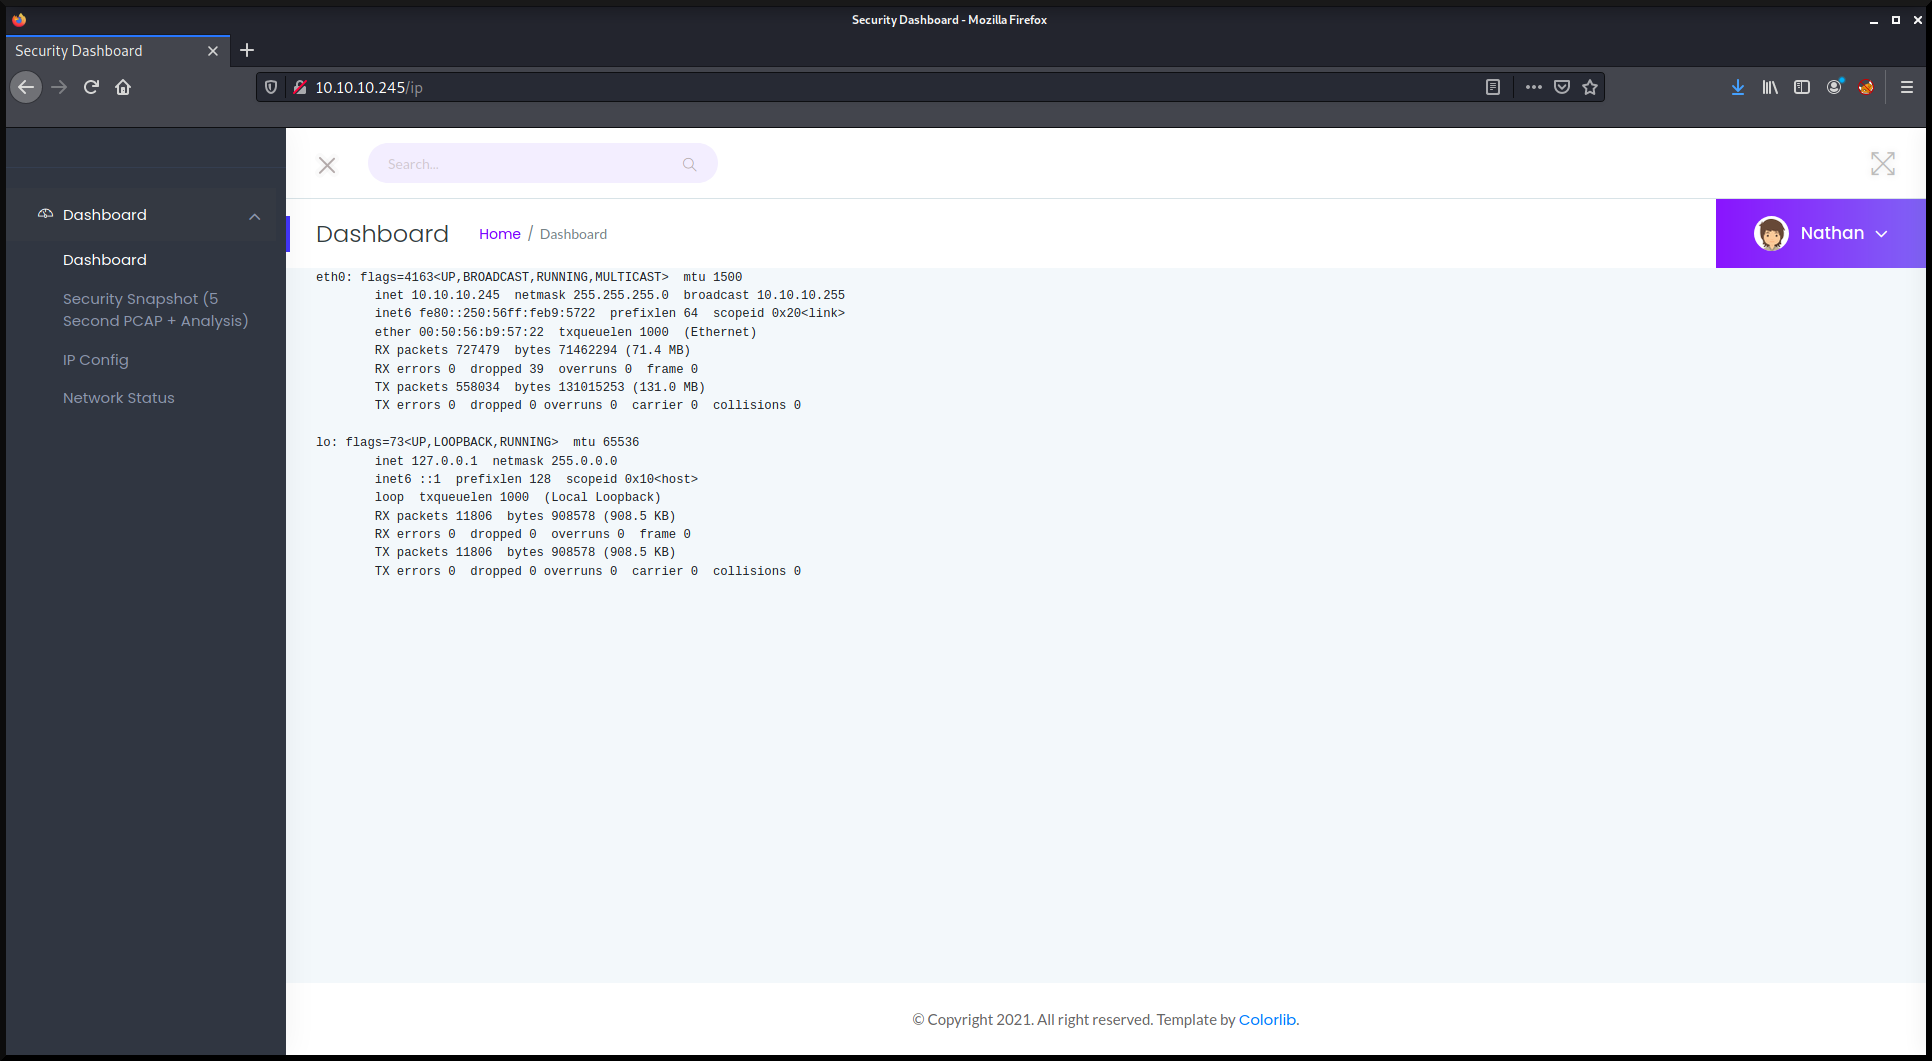 Security Dashboard - Mozilla Firefox
Security Dashboard
10.10.10.245/ip
Search...
Dashboard
Dashboard
Security Snapshot (5
Second PCAP + Analysis)
IP Config
Network Status
Dashboard
Home / Dashboard
Nathan
eth0: flags=4163<UP,BROADCAST,RUNNING,MULTICAST>  mtu 1500
        inet 10.10.10.245  netmask 255.255.255.0  broadcast 10.10.10.255
        inet6 fe80::250:56ff:feb9:5722  prefixlen 64  scopeid 0x20<link>
        ether 00:50:56:b9:57:22  txqueuelen 1000  (Ethernet)
        RX packets 727479  bytes 71462294 (71.4 MB)
        RX errors 0  dropped 39  overruns 0  frame 0
        TX packets 558034  bytes 131015253 (131.0 MB)
        TX errors 0  dropped 0 overruns 0  carrier 0  collisions 0
lo: flags=73<UP,LOOPBACK,RUNNING>  mtu 65536
        inet 127.0.0.1  netmask 255.0.0.0
        inet6 ::1  prefixlen 128  scopeid 0x10<host>
        loop  txqueuelen 1000  (Local Loopback)
        RX packets 11806  bytes 908578 (908.5 KB)
        RX errors 0  dropped 0  overruns 0  frame 0
        TX packets 11806  bytes 908578 (908.5 KB)
        TX errors 0  dropped 0 overruns 0  carrier 0  collisions 0
© Copyright 2021. All right reserved. Template by Colorlib.